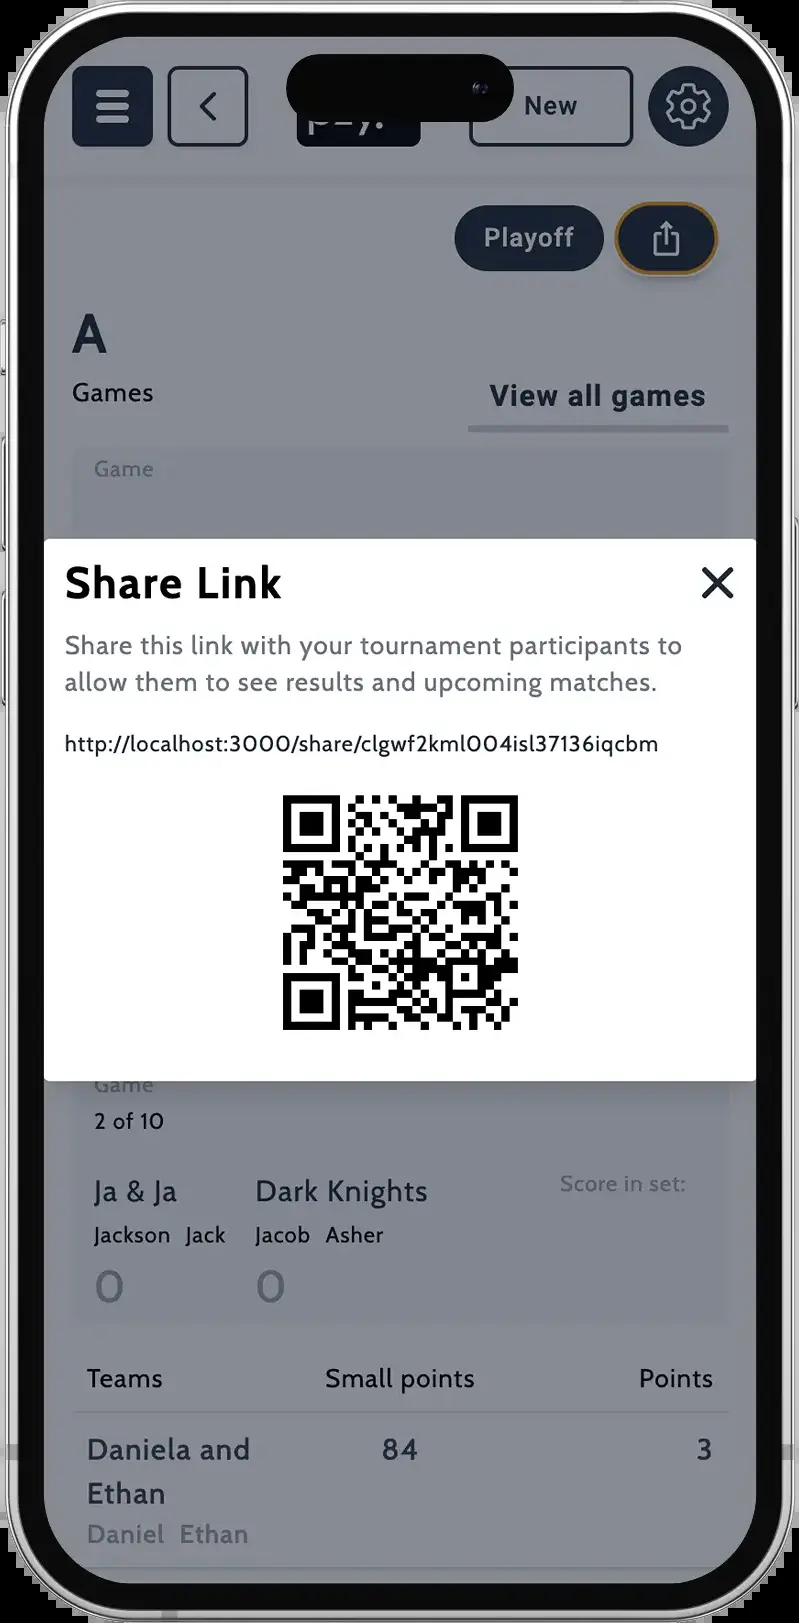 New
Playoff
A
Games
View all games
Game
Share Link
Share this link with your tournament participants to
allow them to see results and upcoming matches.
http://localhost:3000/share/clgwf2kml004isl37136iqcbm
Game
2 of 10
Ja & Ja
Dark Knights
Score in set:
Jackson Jack
Jacob Asher
0
0
Teams
Small points
Points
Daniela and
Ethan
84
3
Daniel Ethan